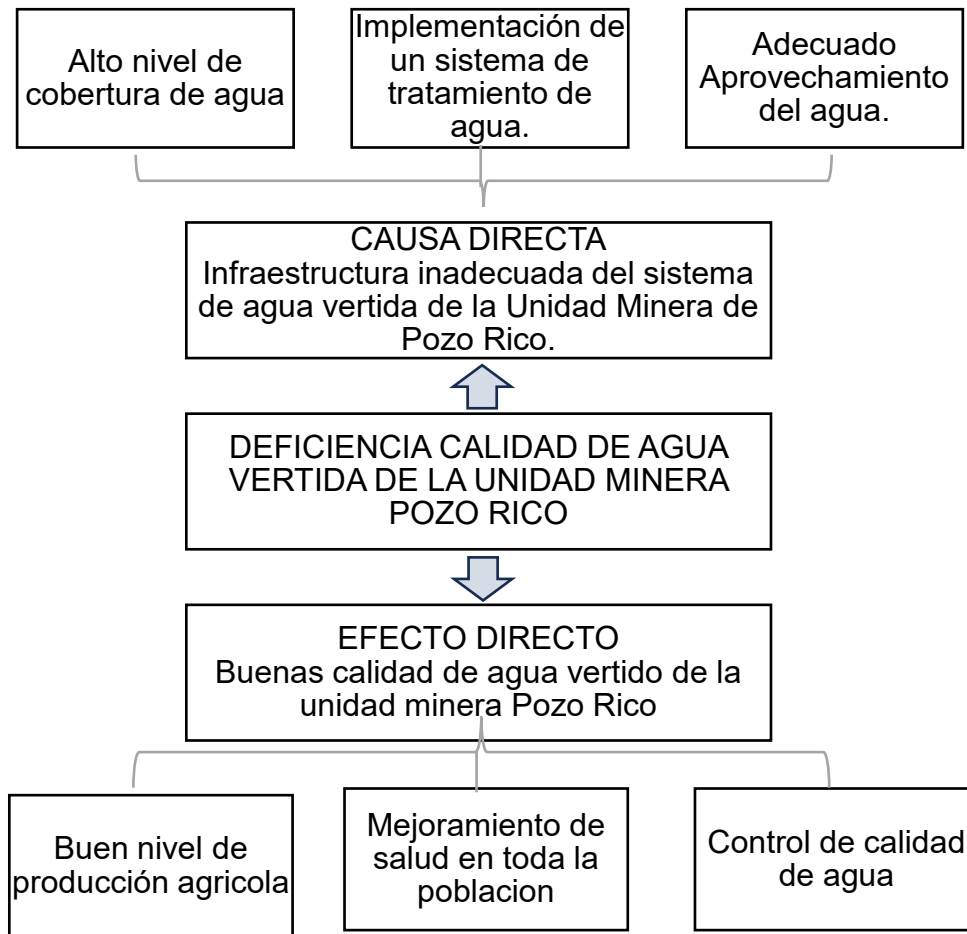 Alto nivel de
cobertura de agua
Implementación de
un sistema de
tratamiento de
agua.
Adecuado
Aprovechamiento
del agua.
CAUSA DIRECTA
Infraestructura inadecuada del sistema
de agua vertida de la Unidad Minera de
Pozo Rico.
DEFICIENCIA CALIDAD DE AGUA
VERTIDA DE LA UNIDAD MINERA
POZO RICO
EFECTO DIRECTO
Buenas calidad de agua vertido de la
unidad minera Pozo Rico
Buen nivel de
producción agricola
Mejoramiento de
salud en toda la
poblacion
Control de calidad
de agua